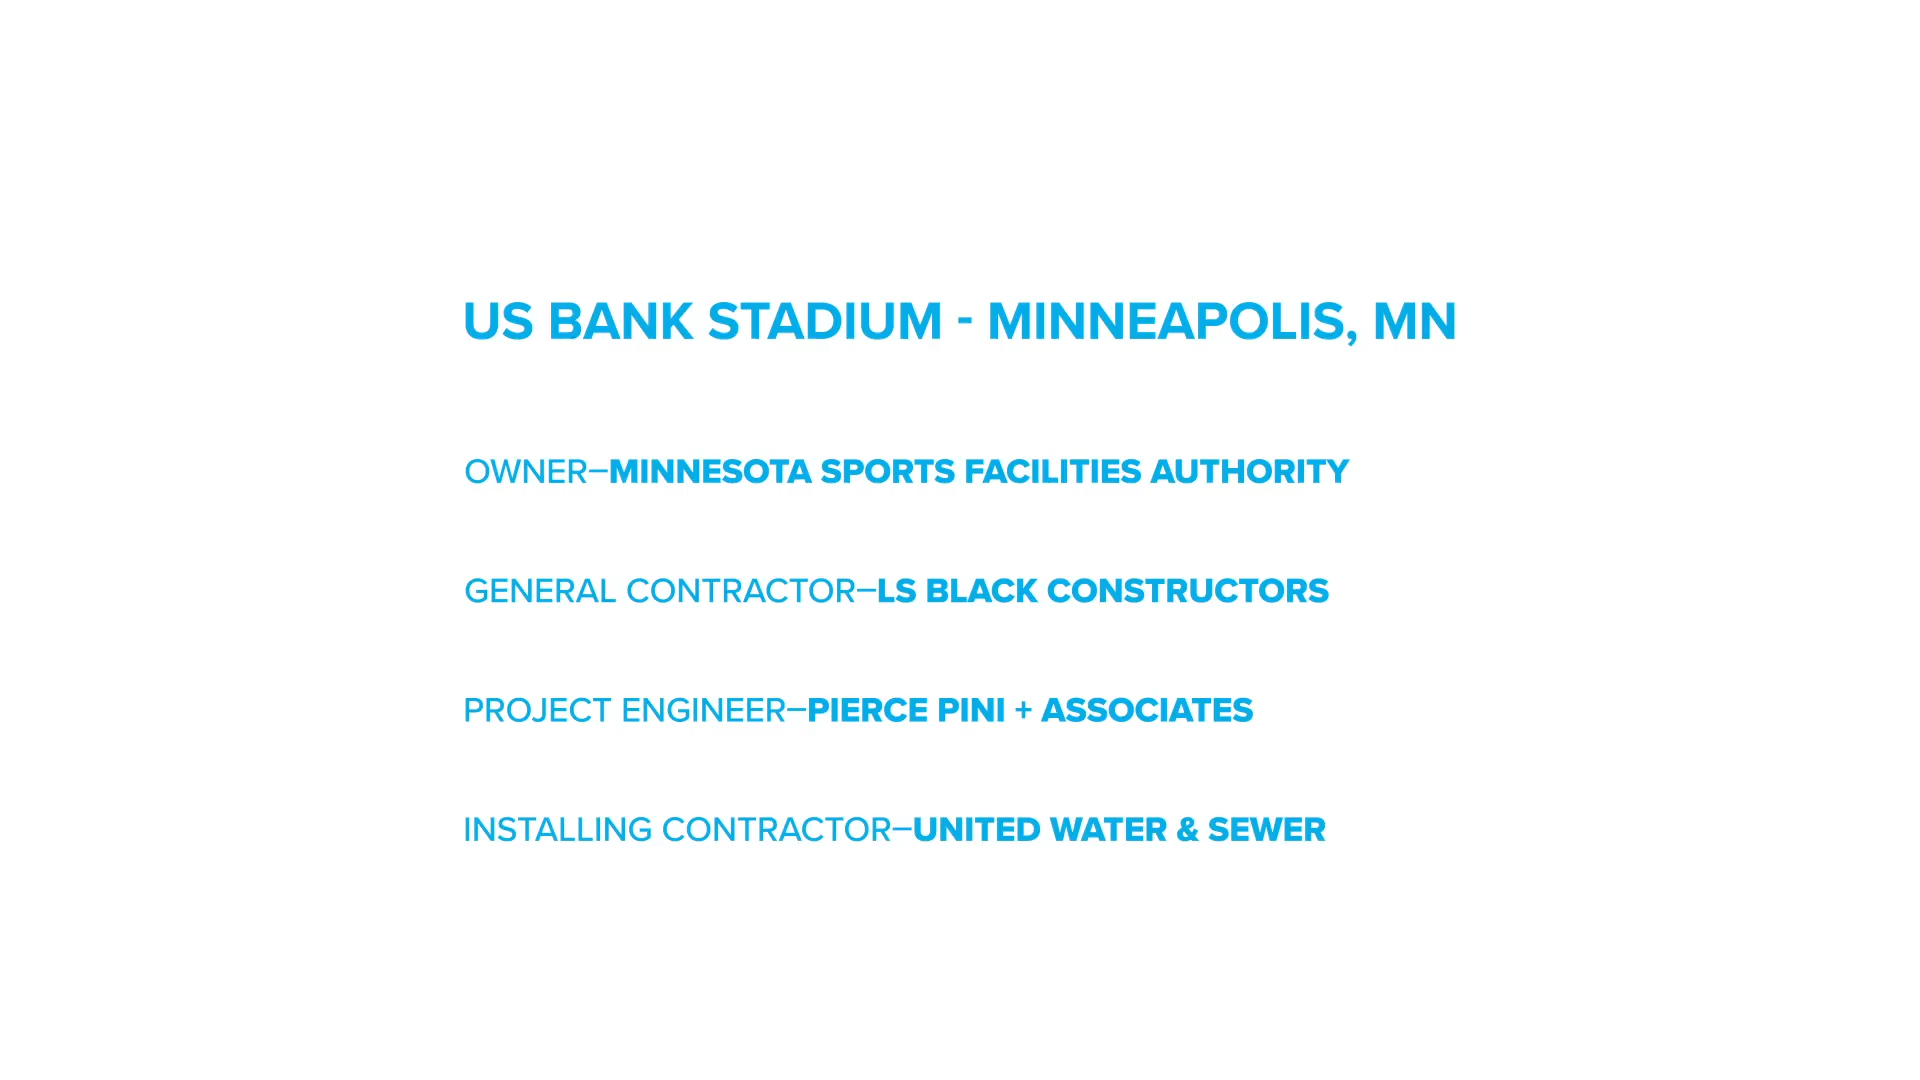 US BANK STADIUM - MINNEAPOLIS, MN
OWNER–MINNESOTA SPORTS FACILITIES AUTHORITY
GENERAL CONTRACTOR–LS BLACK CONSTRUCTORS
PROJECT ENGINEER–PIERCE PINI + ASSOCIATES
INSTALLING CONTRACTOR–UNITED WATER & SEWER